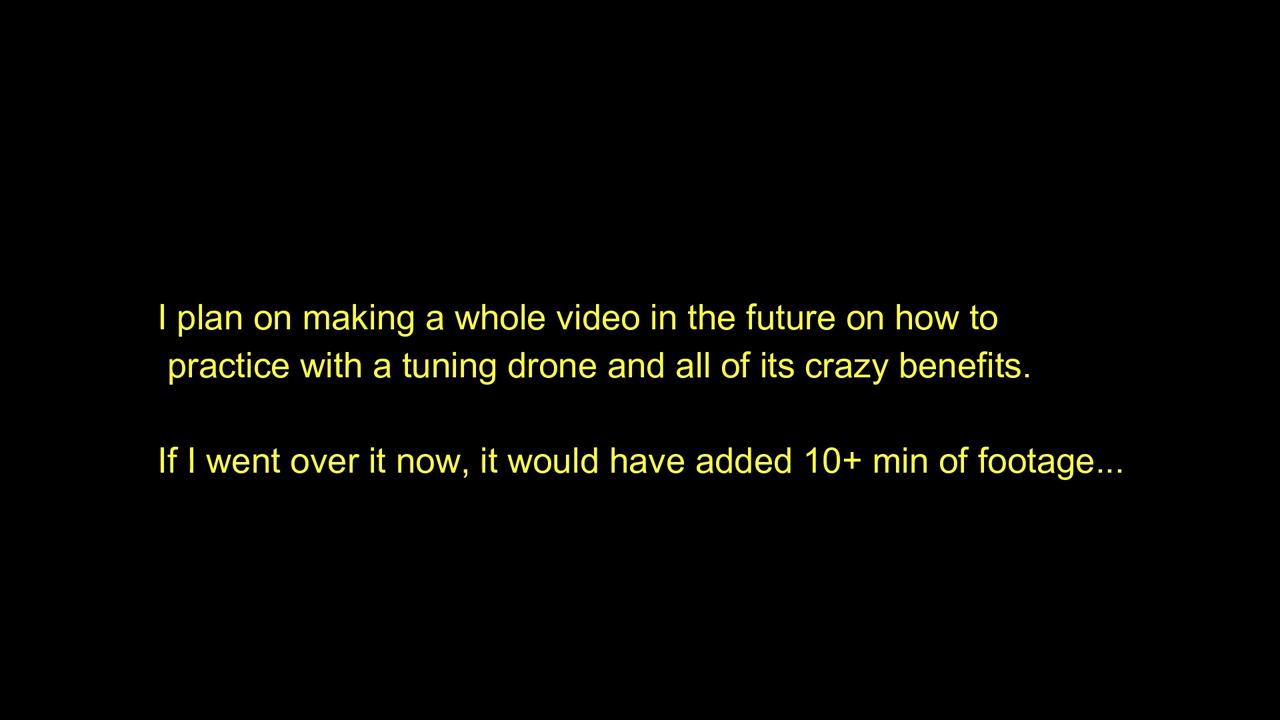 I plan on making a whole video in the future on how to
practice with a tuning drone and all of its crazy benefits.
If I went over it now, it would have added 10+ min of footage...